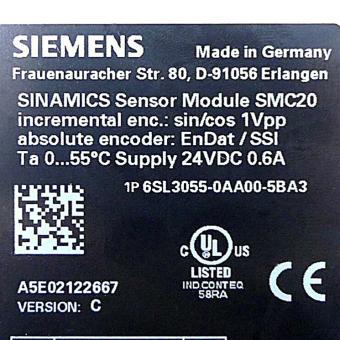 SIEMENS
Made in Germany
Frauenauracher Str. 80, D-91056 Erlangen
SINAMICS Sensor Module SMC20
incremental enc.: sin/cos 1Vpp
absolute encoder: EnDat / SSI
Ta 0...55°C Supply 24VDC 0.6A
1P 6SL3055-0AA00-5BA3
C UL US
LISTED
IND CONT EQ
58RA
A5E02122667
VERSION: C